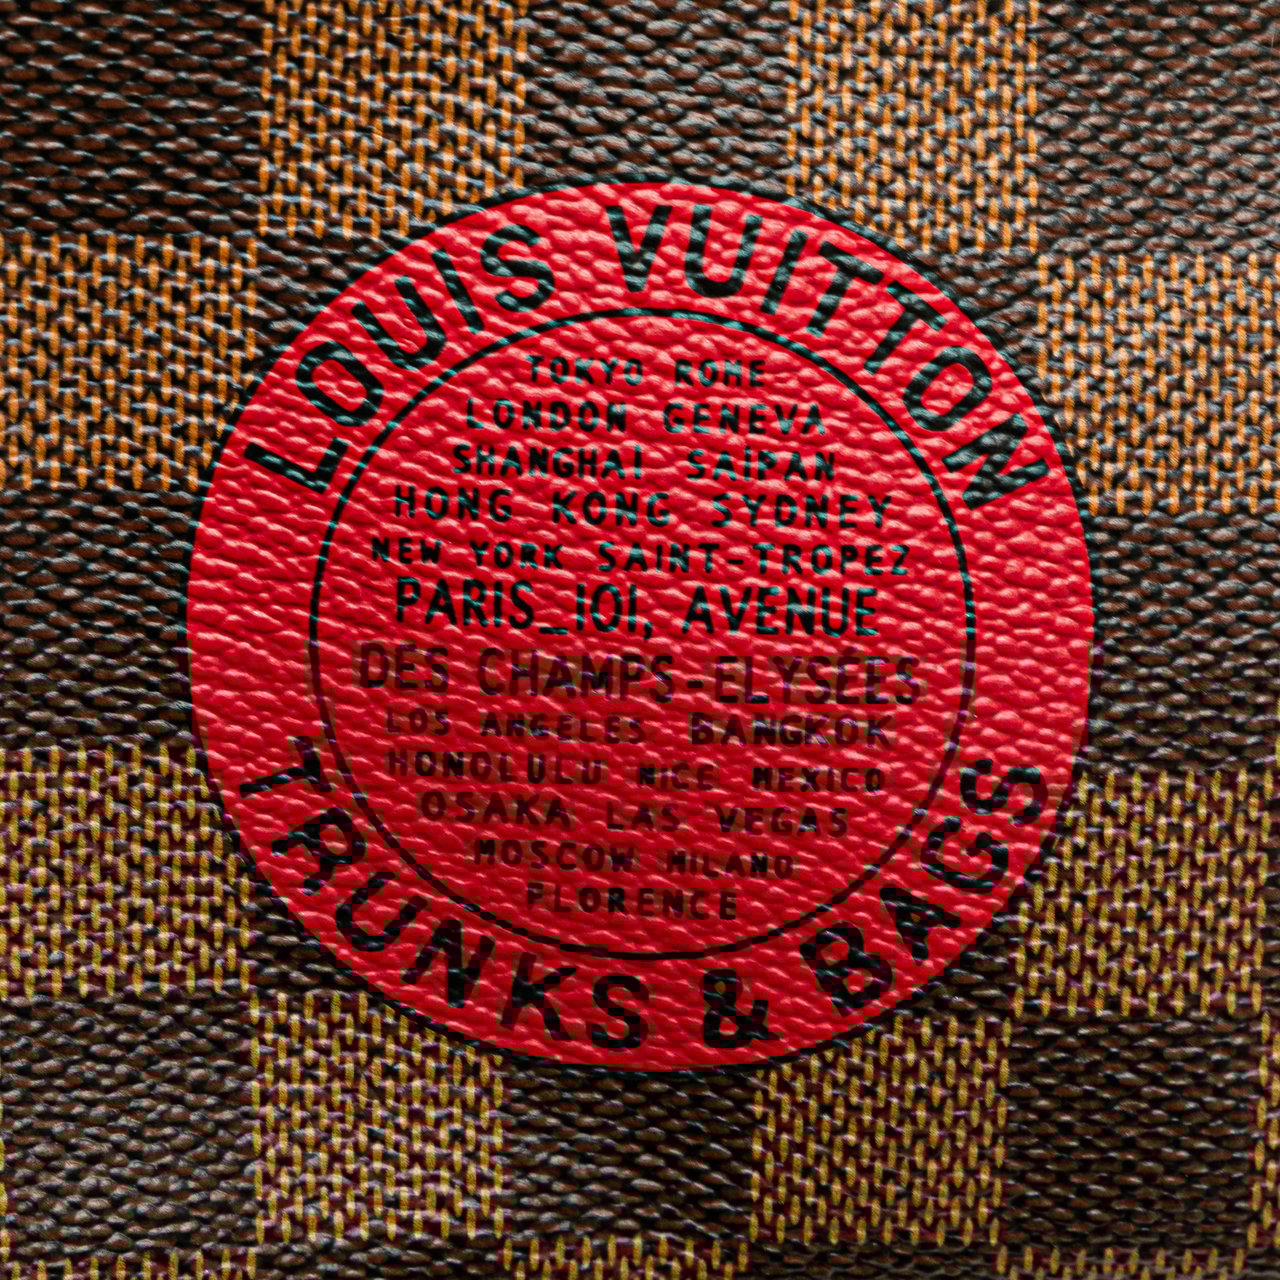 LOUIS VUITTON
TOKYO ROME
LONDON GENEVA
SHANGHAI SAIPAN
HONG KONG SYDNEY
NEW YORK SAINT-TROPEZ
PARIS_101, AVENUE
DES CHAMPS-ELYSÉES
LOS ANGELES BANGKOK
HONOLULU NICE MEXICO
OSAKA LAS VEGAS
MOSCOW MILANO
FLORENCE
TRUNKS & BAGS